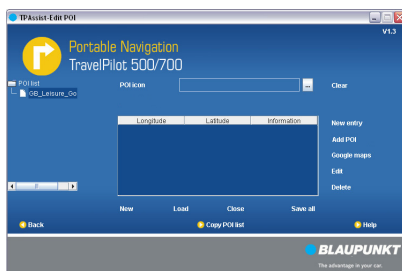 TPAssist-Edit POI
V1.3
Portable Navigation
TravelPilot 500/700
POI list
GB_Leisure_Go
POI icon
...
Clear
Longitude Latitude Information
New entry
Add POI
Google maps
Edit
Delete
New Load Close Save all
Back Copy POI list Help
BLAUPUNKT
The advantage in your car.